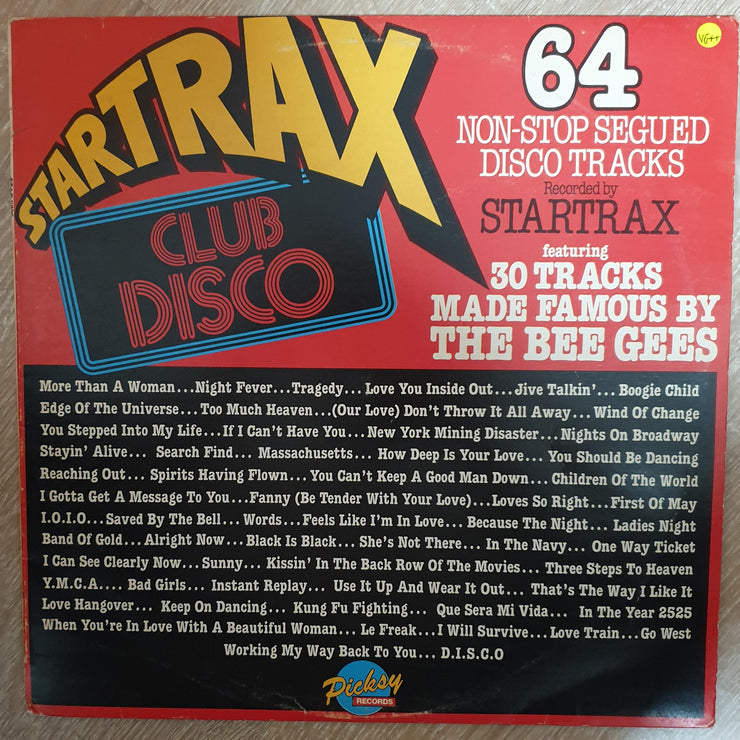 STARTRAX
CLUB
DISCO
64
VG++
NON-STOP SEGUED
DISCO TRACKS
Recorded by
STARTRAX
featuring
30 TRACKS
MADE FAMOUS BY
THE BEE GEES
More Than A Woman...Night Fever...Tragedy...Love You Inside Out...Jive Talkin'...Boogie Child
Edge Of The Universe...Too Much Heaven...(Our Love) Don't Throw It All Away...Wind Of Change
You Stepped Into My Life...If I Can't Have You...New York Mining Disaster...Nights On Broadway
Stayin' Alive... Search Find... Massachusetts... How Deep Is Your Love... You Should Be Dancing
Reaching Out... Spirits Having Flown... You Can't Keep A Good Man Down...Children Of The World
I Gotta Get A Message To You...Fanny (Be Tender With Your Love)...Loves So Right...First Of May
I.O.I.O...Saved By The Bell...Words...Feels Like I'm In Love... Because The Night... Ladies Night
Band Of Gold... Alright Now... Black Is Black... She's Not There... In The Navy... One Way Ticket
I Can See Clearly Now... Sunny... Kissin' In The Back Row Of The Movies... Three Steps To Heaven
Y.M.C.A.... Bad Girls... Instant Replay... Use It Up And Wear It Out... That's The Way I Like It
Love Hangover... Keep On Dancing... Kung Fu Fighting... Que Sera Mi Vida... In The Year 2525
When You're In Love With A Beautiful Woman... Le Freak...I Will Survive...Love Train...Go West
Working My Way Back To You... D.I.S.C.O
Picksy
RECORDS